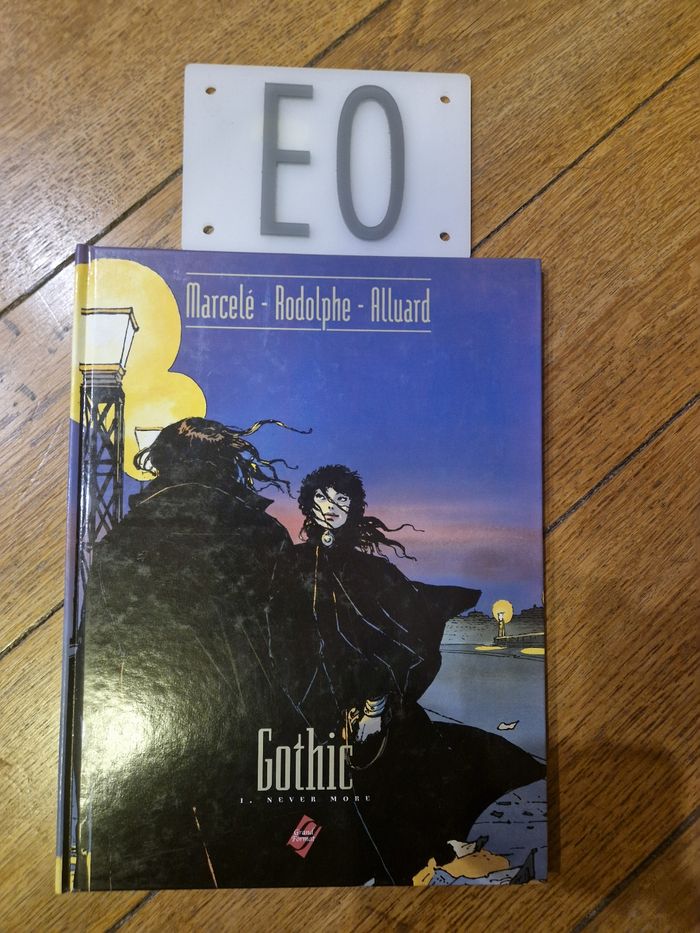 EO
Marcelé - Rodolphe - Alluard
Gothic
1. NEVER MORE
Grand
Format